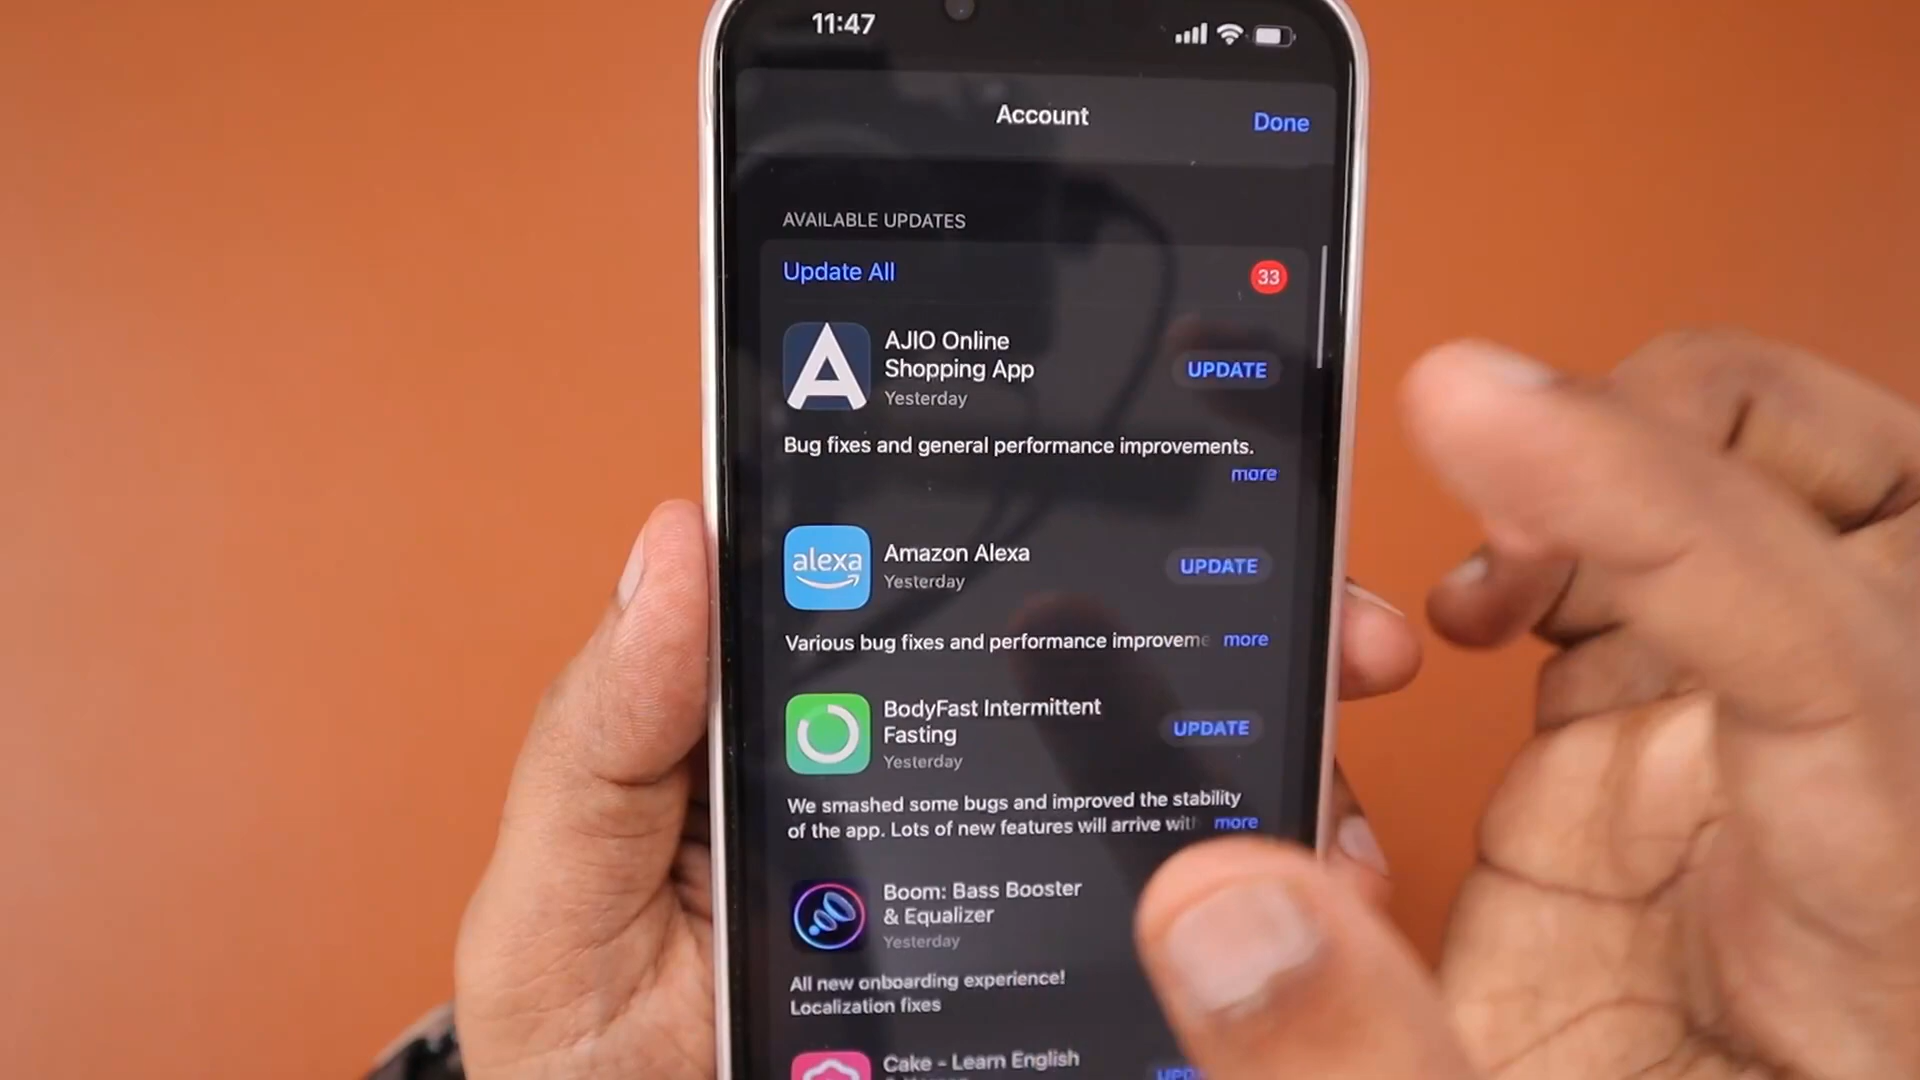 11:47
Account
Done
AVAILABLE UPDATES
Update All
33
AJIO Online
Shopping App
UPDATE
Yesterday
Bug fixes and general performance improvements.
more
alexa
Amazon Alexa
UPDATE
Yesterday
Various bug fixes and performance improveme
more
BodyFast Intermittent
Fasting
UPDATE
Yesterday
We smashed some bugs and improved the stability
of the app. Lots of new features will arrive with
more
Boom: Bass Booster
& Equalizer
Yesterday
All new onboarding experience!
Localization fixes
Cake - Learn English